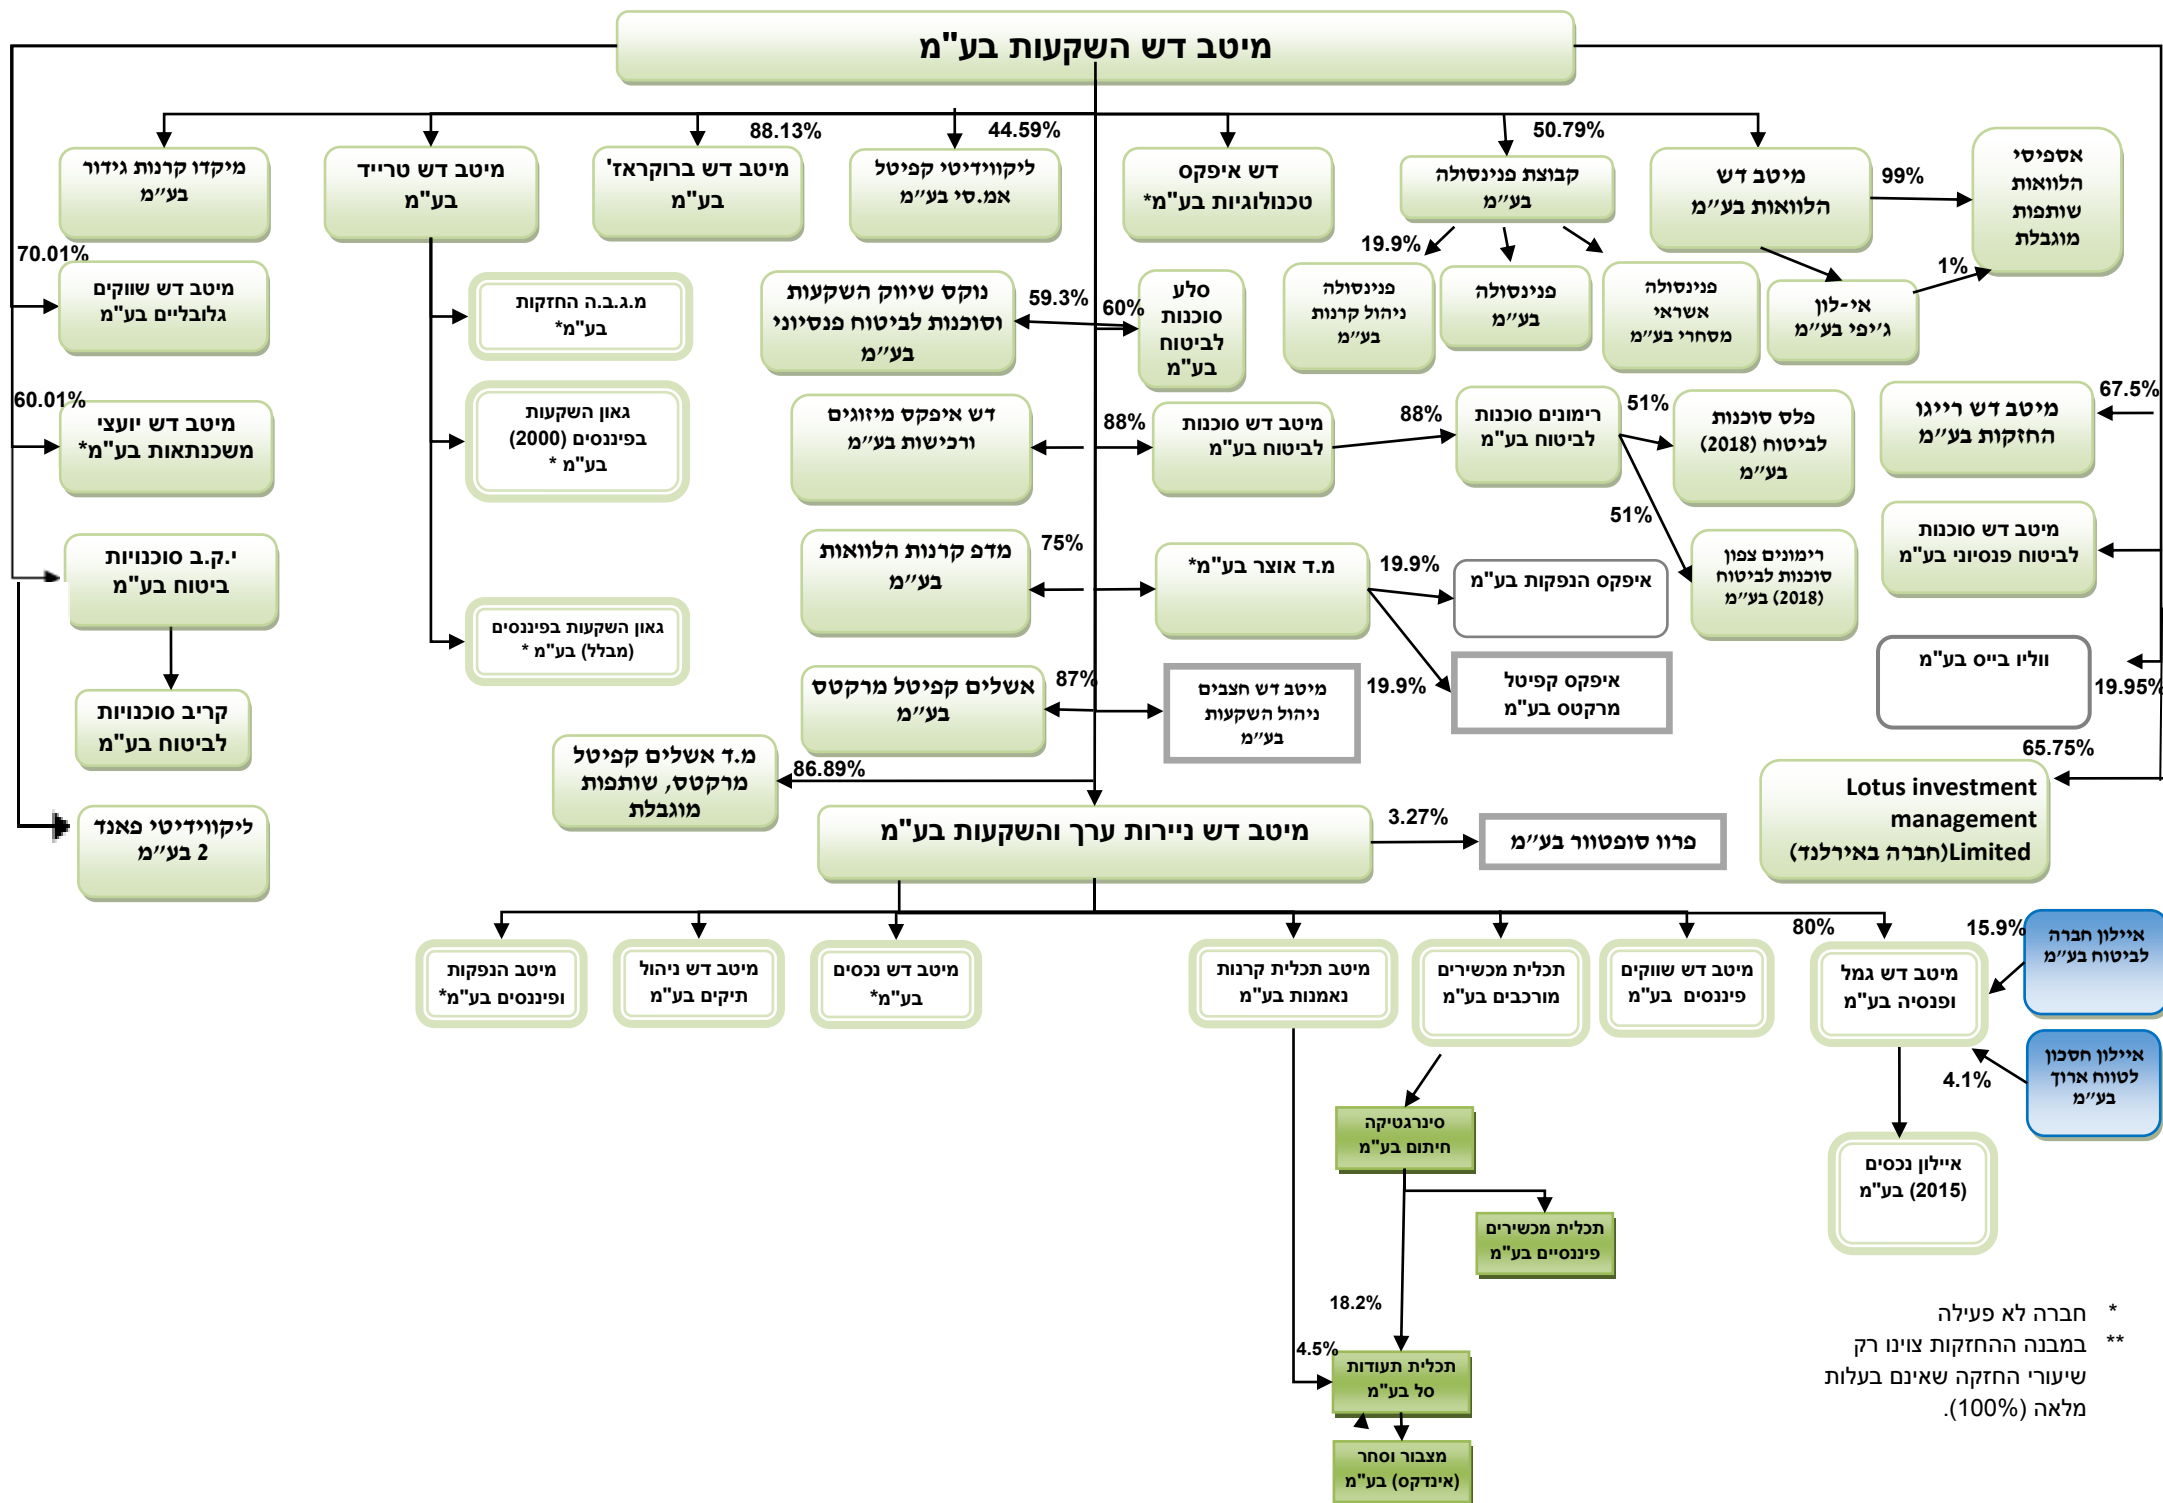 מיטב דש השקעות בע"מ
מיקדו קרנות גידור
בע״מ
מיטב דש טרייד
בע"מ
88.13%
מיטב דש ברוקראז'
בע"מ
44.59%
ליקווידיטי קפיטל
אמ.סי בע״מ
דש איפקס
טכנולוגיות בע"מ*
50.79%
קבוצת פנינסולה
בע״מ
מיטב דש
הלוואות בע״מ
99%
אספיסי
הלוואות
שותפות
מוגבלת
70.01%
מיטב דש שווקים
גלובליים בע"מ
מ.ג.ב.ה החזקות
בע"מ*
נוקס שיווק השקעות
וסוכנות לביטוח פנסיוני
בע״מ
59.3%
60%
סלע
סוכנות
לביטוח
בע"מ
19.9%
פנינסולה
ניהול קרנות
בע״מ
פנינסולה
בע״מ
פנינסולה
אשראי
מסחרי בע״מ
אי-לון
ג׳יפי בע״מ
1%
60.01%
מיטב דש יועצי
משכנתאות בע"מ*
גאון השקעות
בפיננסים (2000)
בע"מ *
דש איפקס מיזוגים
ורכישות בע״מ
88%
מיטב דש סוכנות
לביטוח בע"מ
88%
רימונים סוכנות
לביטוח בע"מ
51%
פלס סוכנות
לביטוח (2018)
בע״מ
67.5%
מיטב דש רייגו
החזקות בע״מ
י.ק.ב סוכנויות
ביטוח בע"מ
גאון השקעות בפיננסים
(מבלל) בע"מ *
מדפ קרנות הלוואות
בע״מ
75%
מ.ד אוצר בע"מ*
19.9%
איפקס הנפקות בע"מ
51%
רימונים צפון
סוכנות לביטוח
(2018) בע״מ
מיטב דש סוכנות
לביטוח פנסיוני בע"מ
קריב סוכנויות
לביטוח בע"מ
אשלים קפיטל מרקטס
בע״מ
87%
מיטב דש חצבים
ניהול השקעות
בע״מ
19.9%
איפקס קפיטל
מרקטס בע"מ
ווליו בייס בע"מ
19.95%
65.75%
מ.ד אשלים קפיטל
מרקטס, שותפות
מוגבלת
86.89%
Lotus investment
management
Limited(חברה באירלנד)
ליקווידיטי פאנד
2 בע״מ
מיטב דש ניירות ערך והשקעות בע"מ
3.27%
פרוו סופטוור בע״מ
מיטב הנפקות
ופיננסים בע"מ*
מיטב דש ניהול
תיקים בע"מ
מיטב דש נכסים
בע"מ*
מיטב תכלית קרנות
נאמנות בע"מ
תכלית מכשירים
מורכבים בע"מ
מיטב דש שווקים
פיננסים בע"מ
80%
מיטב דש גמל
ופנסיה בע"מ
15.9%
איילון חברה
לביטוח בע״מ
4.1%
איילון חסכון
לטווח ארוך
בע״מ
סינרגטיקה
חיתום בע"מ
איילון נכסים
(2015) בע"מ
תכלית מכשירים
פיננסיים בע"מ
18.2%
4.5%
תכלית תעודות
סל בע"מ
מצבור וסחר
(אינדקס) בע"מ
* חברה לא פעילה
** במבנה ההחזקות צוינו רק
שיעורי החזקה שאינם בעלות
מלאה (100%).